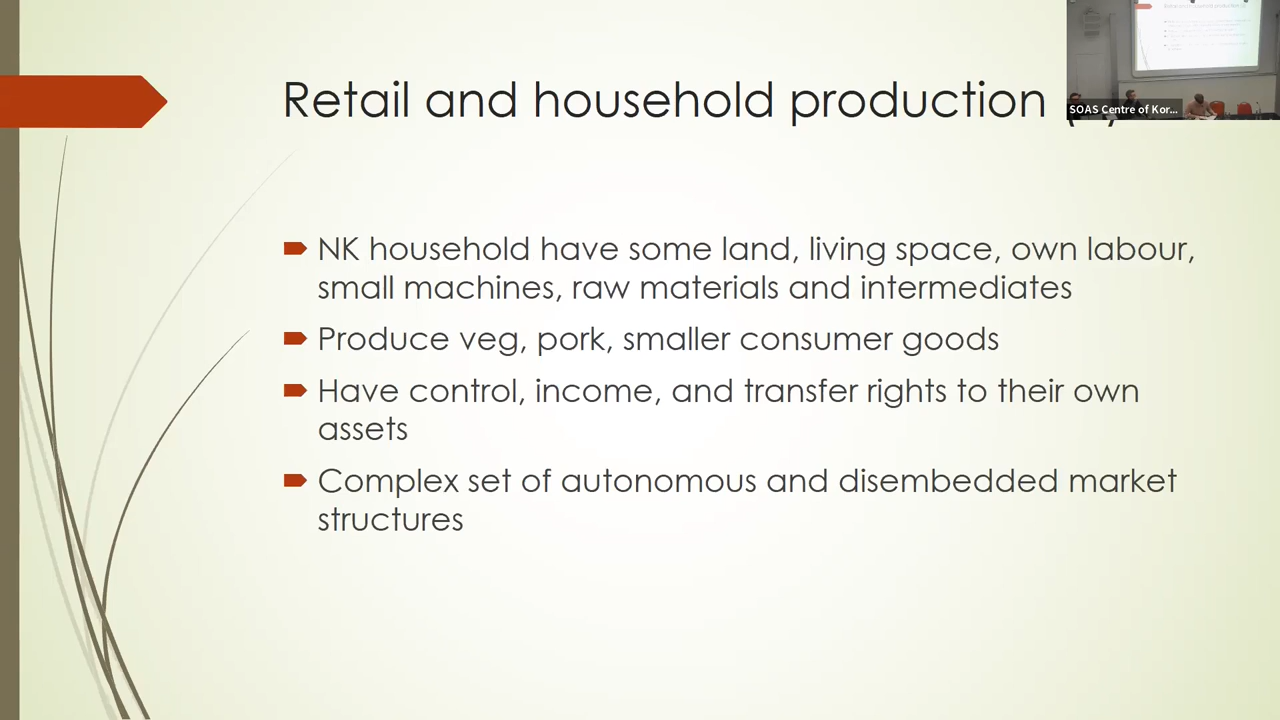 Retail and household production
SOAS Centre of Kor...
NK household have some land, living space, own labour,
small machines, raw materials and intermediates
Produce veg, pork, smaller consumer goods
Have control, income, and transfer rights to their own
assets
Complex set of autonomous and disembedded market
structures